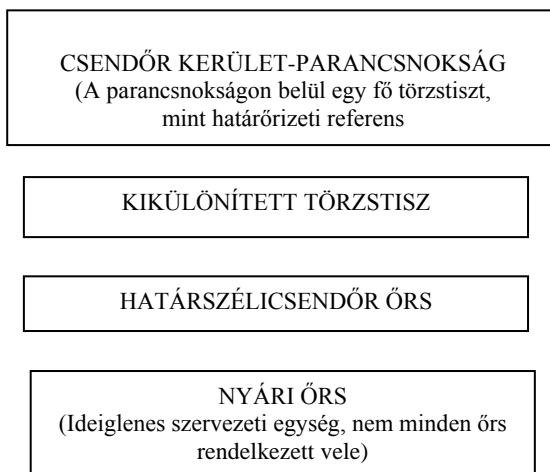 CSENDŐR KERÜLET-PARANCSNOKSÁG
(A parancsnokságon belül egy fő törzstiszt,
mint határőrizeti referens
KIKÜLÖNÍTETT TÖRZSTISZ
HATÁRSZÉLICSENDŐR ŐRS
NYÁRI ŐRS
(Ideiglenes szervezeti egység, nem minden őrs
rendelkezett vele)